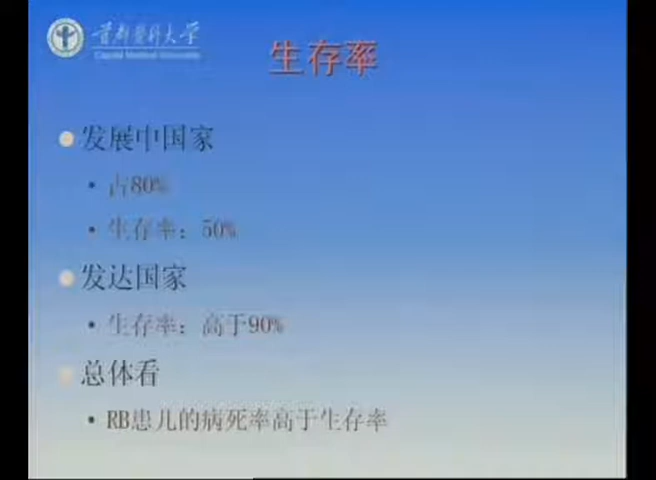 首都医科大学
Capital Medical University
生存率
发展中国家
占80%
生存率：50%
发达国家
生存率：高于90%
总体看
RB患儿的病死率高于生存率